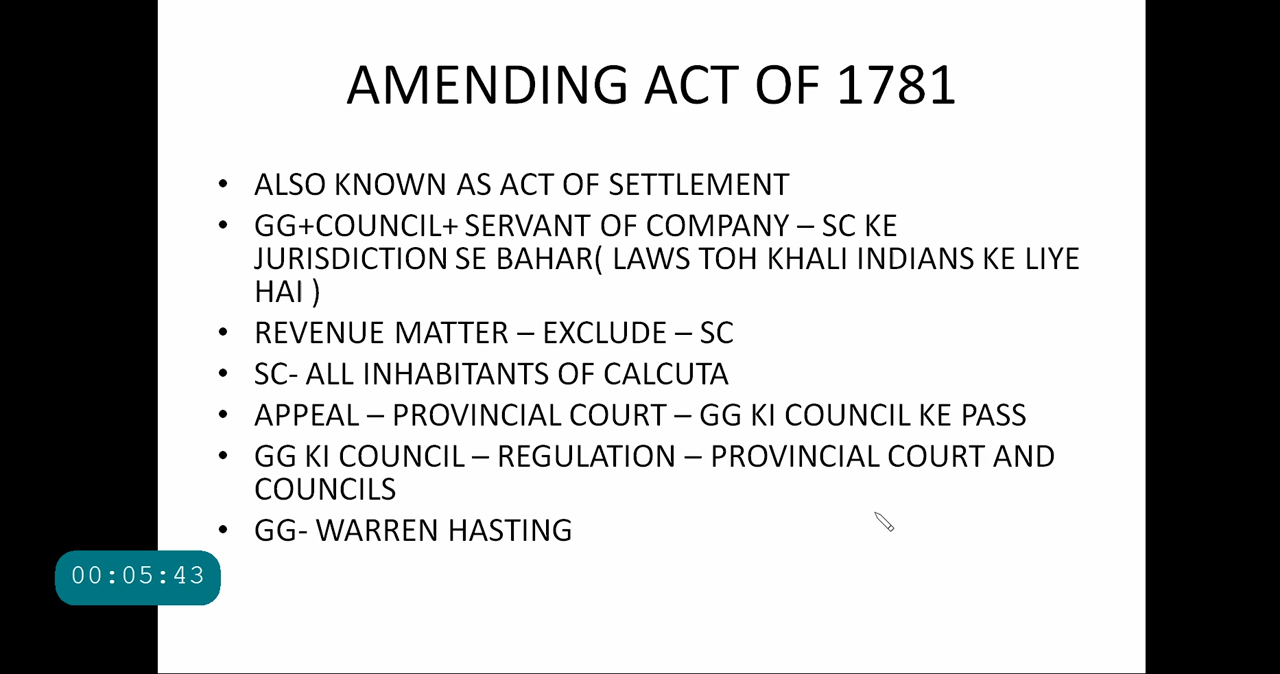 AMENDING ACT OF 1781
• ALSO KNOWN AS ACT OF SETTLEMENT
• GG+COUNCIL+ SERVANT OF COMPANY – SC KE
JURISDICTION SE BAHAR( LAWS TOH KHALI INDIANS KE LIYE
HAI )
• REVENUE MATTER – EXCLUDE – SC
• SC- ALL INHABITANTS OF CALCUTA
• APPEAL – PROVINCIAL COURT – GG KI COUNCIL KE PASS
• GG KI COUNCIL – REGULATION – PROVINCIAL COURT AND
COUNCILS
• GG- WARREN HASTING
00:05:43